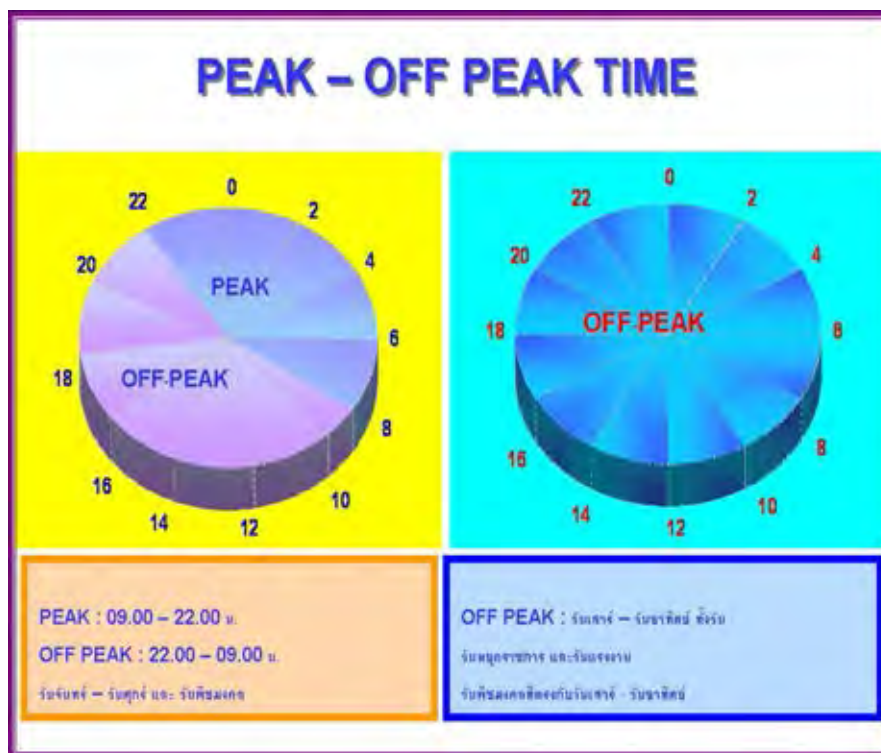 PEAK – OFF PEAK TIME
0
2
4
6
8
10
12
14
16
18
20
22
PEAK
OFF-PEAK
0
2
4
6
8
10
12
14
16
18
20
22
OFF-PEAK
PEAK : 09.00 – 22.00 น.
OFF PEAK : 22.00 – 09.00 น.
วันจันทร์ – วันศุกร์ และ วันพืชมงคล
OFF PEAK : วันเสาร์ – วันอาทิตย์ ทั้งวัน
วันหยุดราชการ และวันแรงงาน
วันพืชมงคลที่ตรงกับวันเสาร์ - วันอาทิตย์